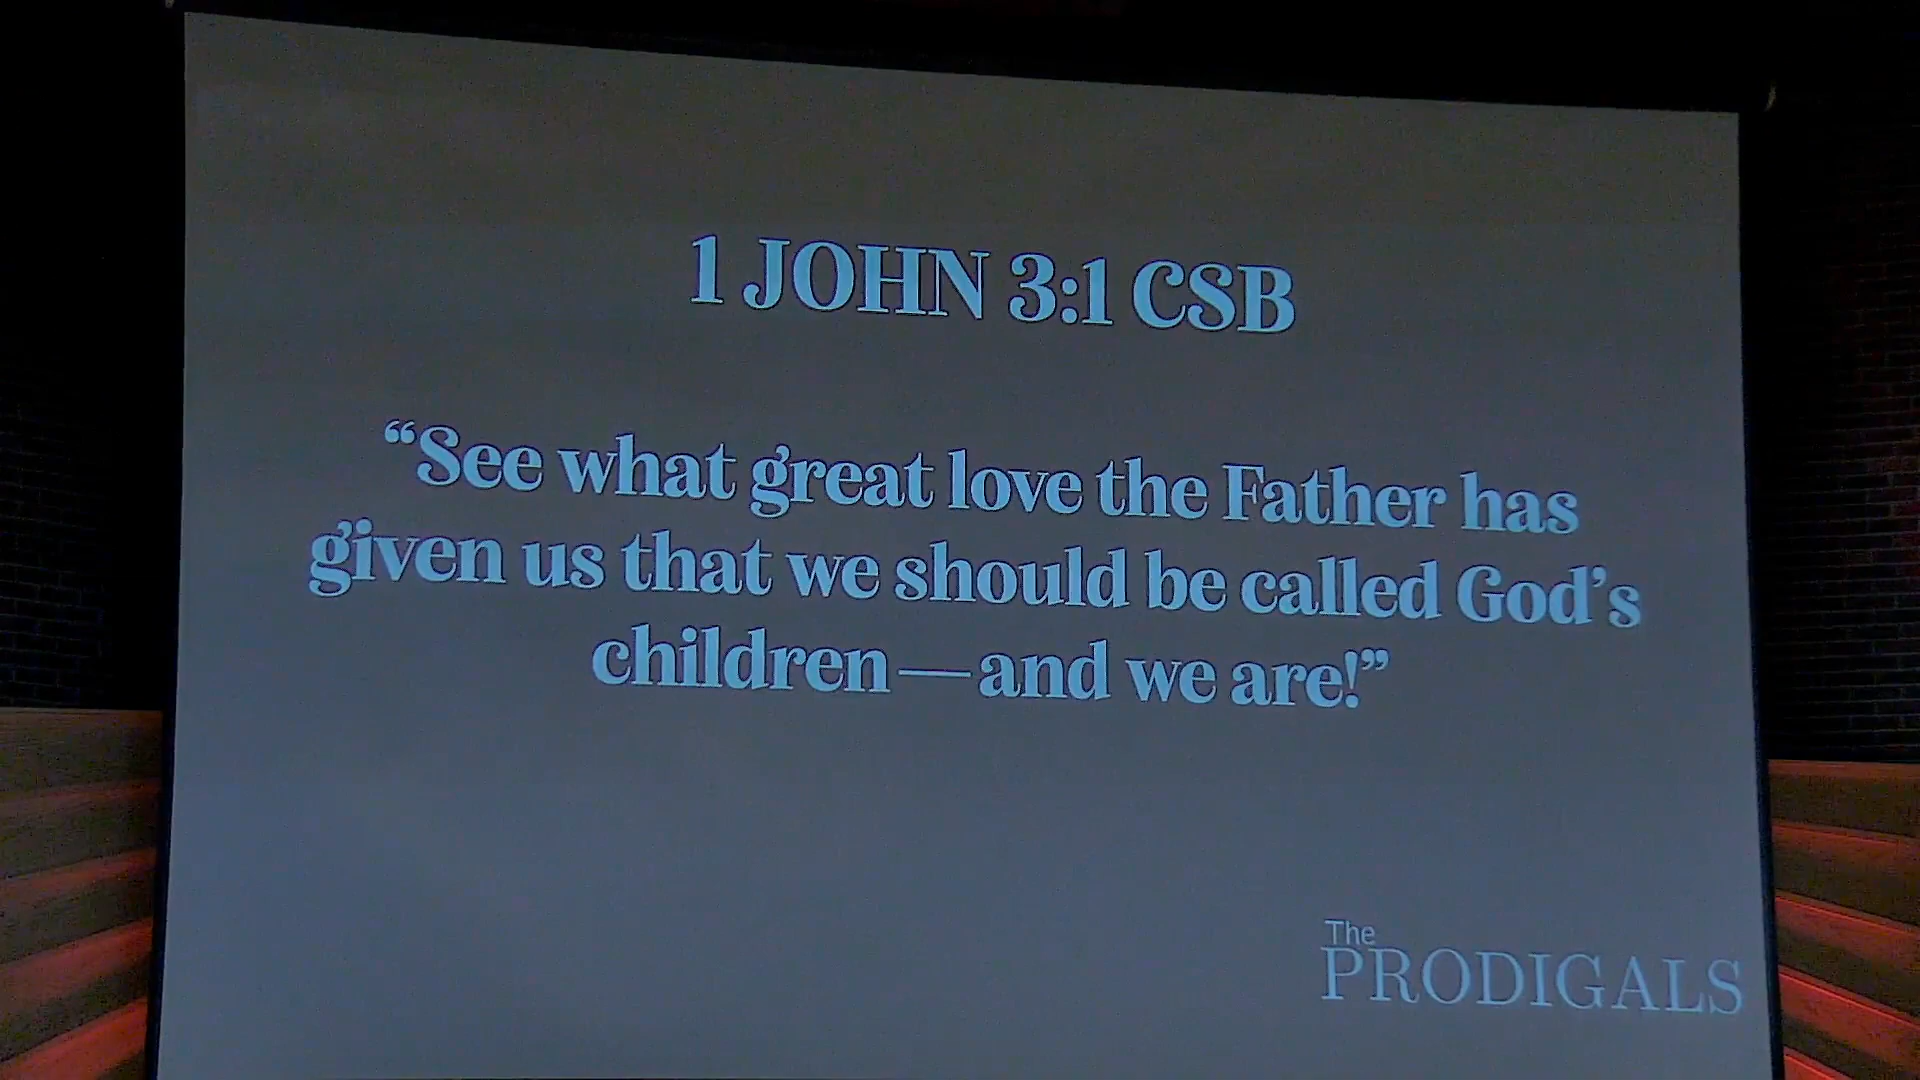 1 JOHN 3:1 CSB
“See what great love the Father has
given us that we should be called God’s
children—and we are!”
The
PRODIGALS